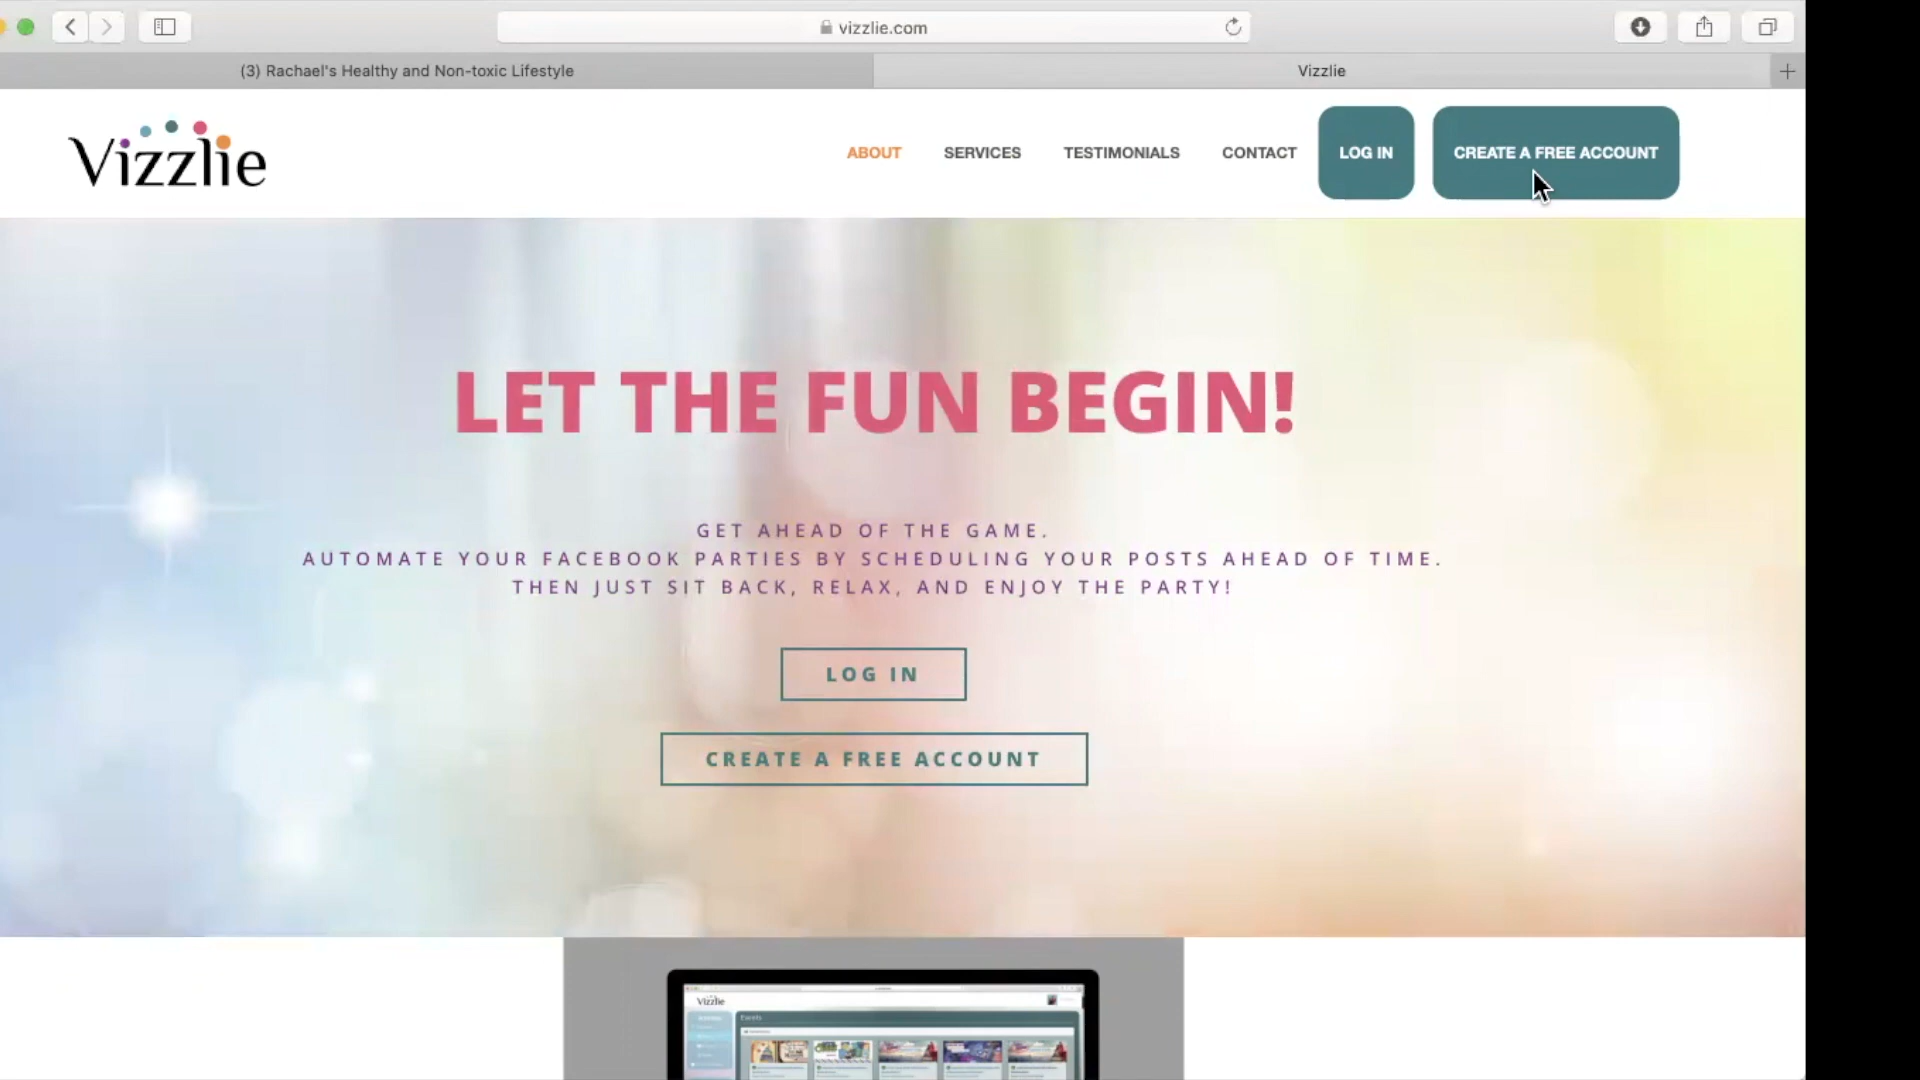 vizzlie.com
(3) Rachael's Healthy and Non-toxic Lifestyle
Vizzlie
Vizzlie
ABOUT
SERVICES
TESTIMONIALS
CONTACT
LOG IN
CREATE A FREE ACCOUNT
LET THE FUN BEGIN!
GET AHEAD OF THE GAME.
AUTOMATE YOUR FACEBOOK PARTIES BY SCHEDULING YOUR POSTS AHEAD OF TIME.
THEN JUST SIT BACK, RELAX, AND ENJOY THE PARTY!
LOG IN
CREATE A FREE ACCOUNT
Vizzlie
Events